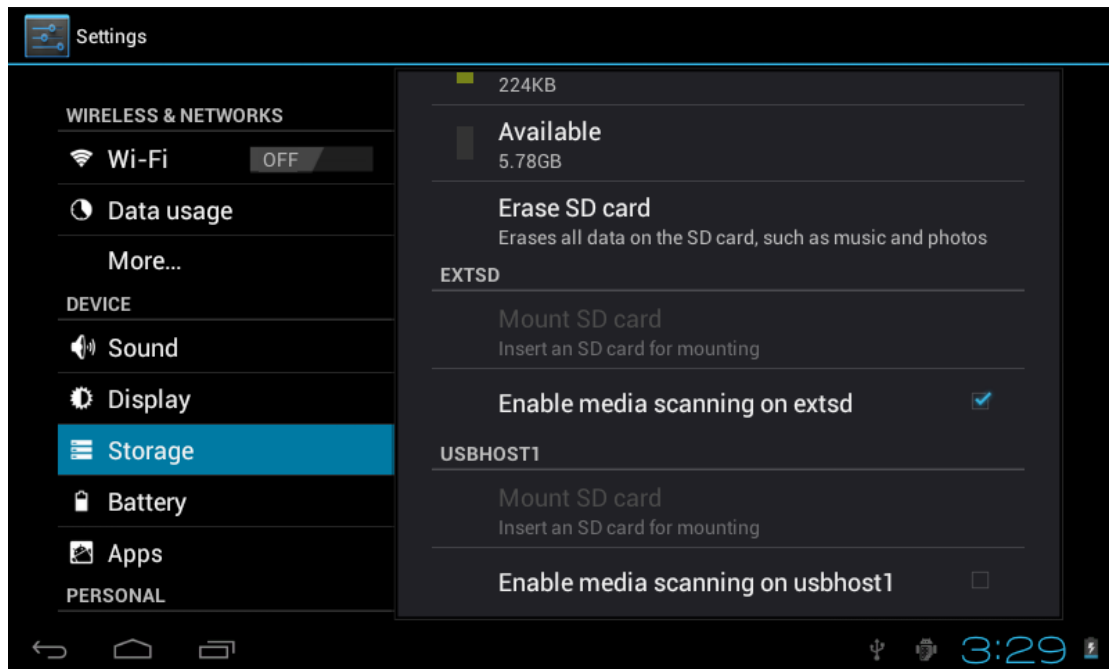 Settings
WIRELESS & NETWORKS
Wi-Fi OFF
Data usage
More...
DEVICE
Sound
Display
Storage
Battery
Apps
PERSONAL
224KB
Available
5.78GB
Erase SD card
Erases all data on the SD card, such as music and photos
EXTSD
Mount SD card
Insert an SD card for mounting
Enable media scanning on extsd
USBHOST1
Mount SD card
Insert an SD card for mounting
Enable media scanning on usbhost1
3:29